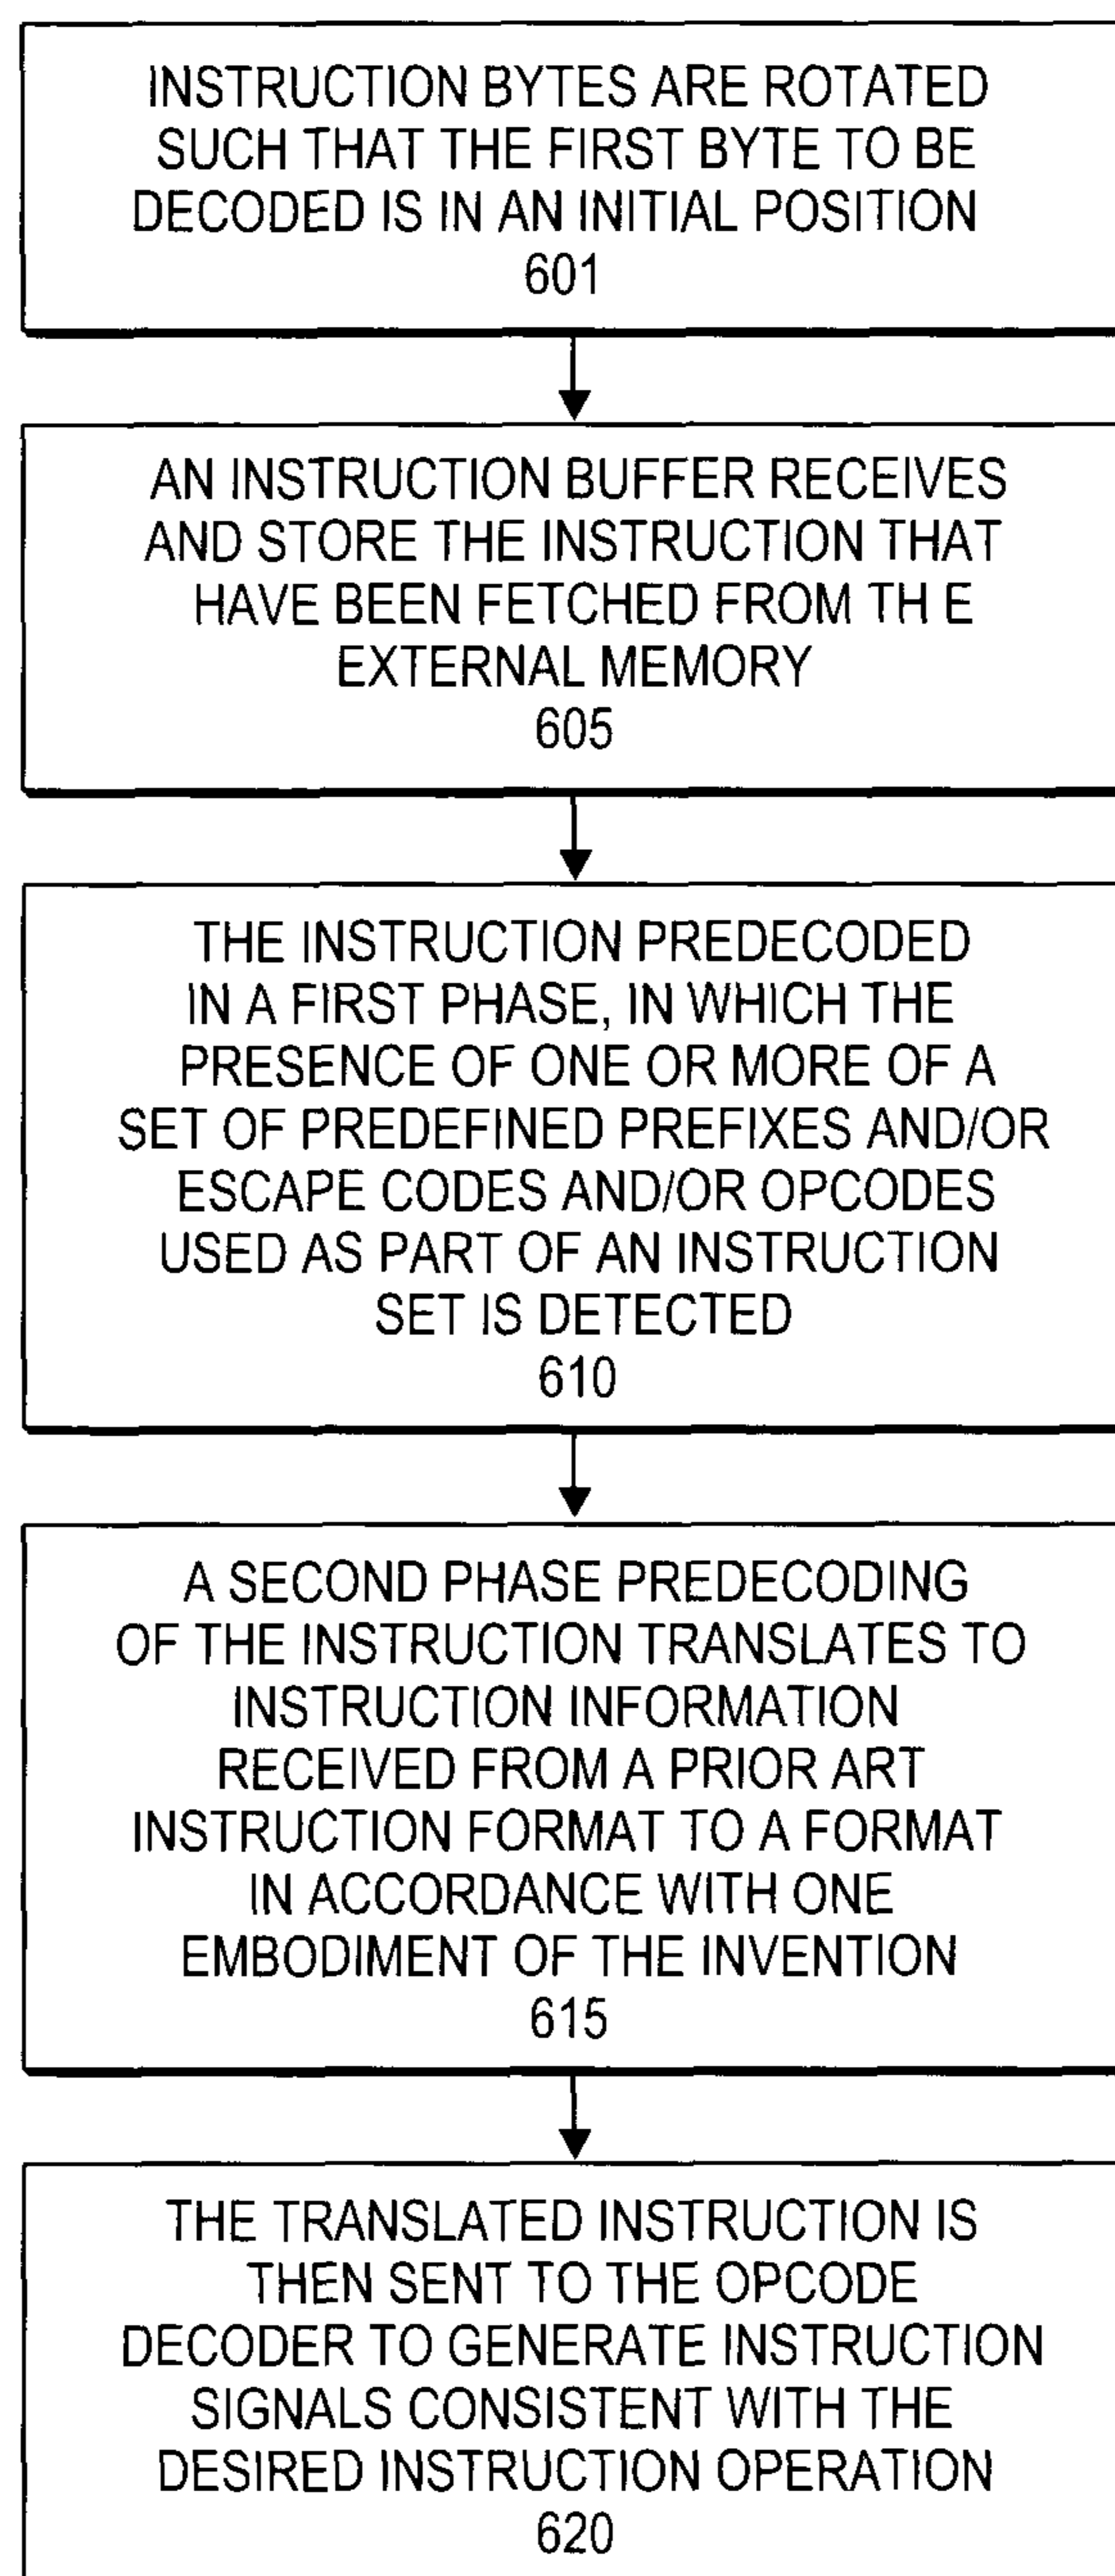 INSTRUCTION BYTES ARE ROTATED
SUCH THAT THE FIRST BYTE TO BE
DECODED IS IN AN INITIAL POSITION
601
AN INSTRUCTION BUFFER RECEIVES
AND STORE THE INSTRUCTION THAT
HAVE BEEN FETCHED FROM TH E
EXTERNAL MEMORY
605
THE INSTRUCTION PREDECODED
IN A FIRST PHASE, IN WHICH THE
PRESENCE OF ONE OR MORE OF A
SET OF PREDEFINED PREFIXES AND/OR
ESCAPE CODES AND/OR OPCODES
USED AS PART OF AN INSTRUCTION
SET IS DETECTED
610
A SECOND PHASE PREDECODING
OF THE INSTRUCTION TRANSLATES TO
INSTRUCTION INFORMATION
RECEIVED FROM A PRIOR ART
INSTRUCTION FORMAT TO A FORMAT
IN ACCORDANCE WITH ONE
EMBODIMENT OF THE INVENTION
615
THE TRANSLATED INSTRUCTION IS
THEN SENT TO THE OPCODE
DECODER TO GENERATE INSTRUCTION
SIGNALS CONSISTENT WITH THE
DESIRED INSTRUCTION OPERATION
620